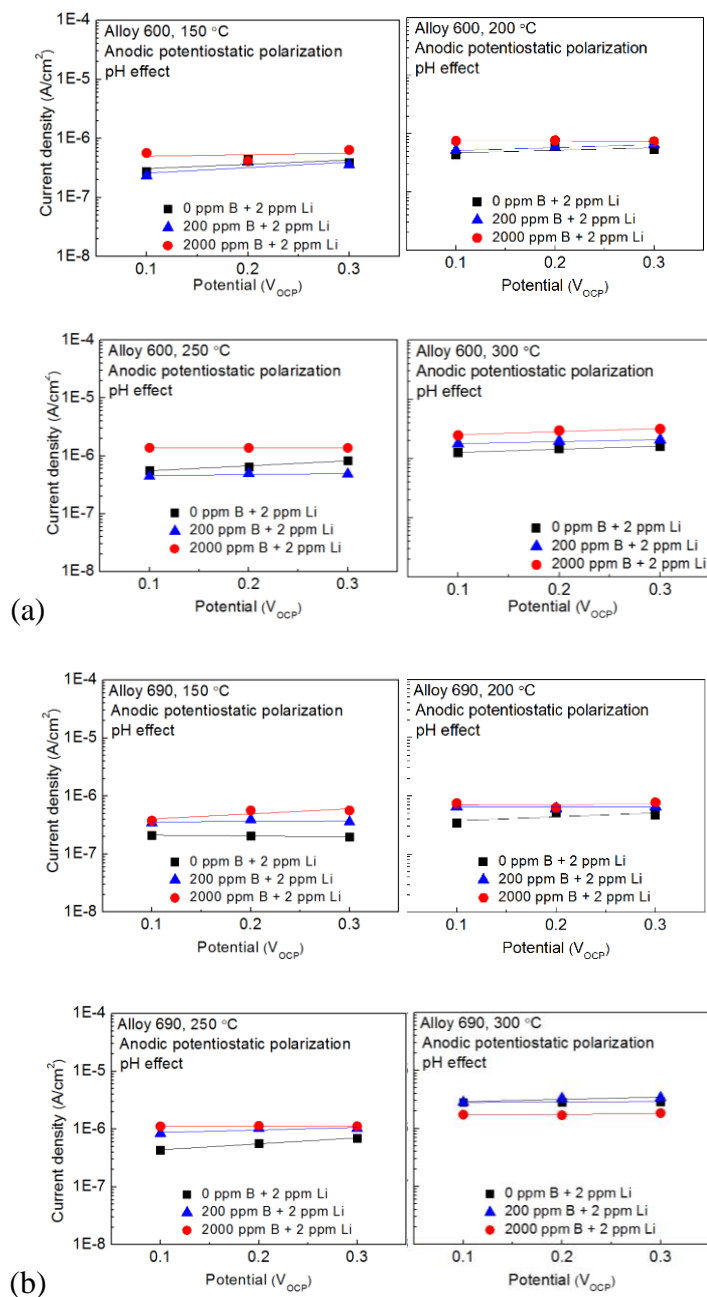 Alloy 600, 150 °C
Anodic potentiostatic polarization
pH effect
1E-4
1E-5
1E-6
1E-7
1E-8
Current density (A/cm²)
0 ppm B + 2 ppm Li
200 ppm B + 2 ppm Li
2000 ppm B + 2 ppm Li
0.1 0.2 0.3
Potential (V_OCP)
Alloy 600, 200 °C
Anodic potentiostatic polarization
pH effect
0 ppm B + 2 ppm Li
200 ppm B + 2 ppm Li
2000 ppm B + 2 ppm Li
0.1 0.2 0.3
Potential (V_OCP)
Alloy 600, 250 °C
Anodic potentiostatic polarization
pH effect
1E-4
1E-5
1E-6
1E-7
1E-8
Current density (A/cm²)
0 ppm B + 2 ppm Li
200 ppm B + 2 ppm Li
2000 ppm B + 2 ppm Li
0.1 0.2 0.3
Potential (V_OCP)
Alloy 600, 300 °C
Anodic potentiostatic polarization
pH effect
0 ppm B + 2 ppm Li
200 ppm B + 2 ppm Li
2000 ppm B + 2 ppm Li
0.1 0.2 0.3
Potential (V_OCP)
(a)
Alloy 690, 150 °C
Anodic potentiostatic polarization
pH effect
1E-4
1E-5
1E-6
1E-7
1E-8
Current density (A/cm²)
0 ppm B + 2 ppm Li
200 ppm B + 2 ppm Li
2000 ppm B + 2 ppm Li
0.1 0.2 0.3
Potential (V_OCP)
Alloy 690, 200 °C
Anodic potentiostatic polarization
pH effect
0 ppm B + 2 ppm Li
200 ppm B + 2 ppm Li
2000 ppm B + 2 ppm Li
0.1 0.2 0.3
Potential (V_OCP)
Alloy 690, 250 °C
Anodic potentiostatic polarization
pH effect
1E-4
1E-5
1E-6
1E-7
1E-8
Current density (A/cm²)
0 ppm B + 2 ppm Li
200 ppm B + 2 ppm Li
2000 ppm B + 2 ppm Li
0.1 0.2 0.3
Potential (V_OCP)
Alloy 690, 300 °C
Anodic potentiostatic polarization
pH effect
0 ppm B + 2 ppm Li
200 ppm B + 2 ppm Li
2000 ppm B + 2 ppm Li
0.1 0.2 0.3
Potential (V_OCP)
(b)